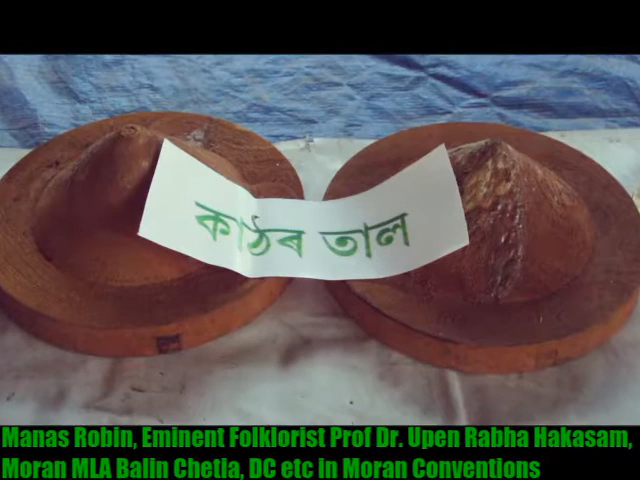 কাঠৰ তাল
Manas Robin, Eminent Folklorist Prof Dr. Upen Rabha Hakasam,
Moran MLA Balin Chetia, DC etc In Moran Conventions